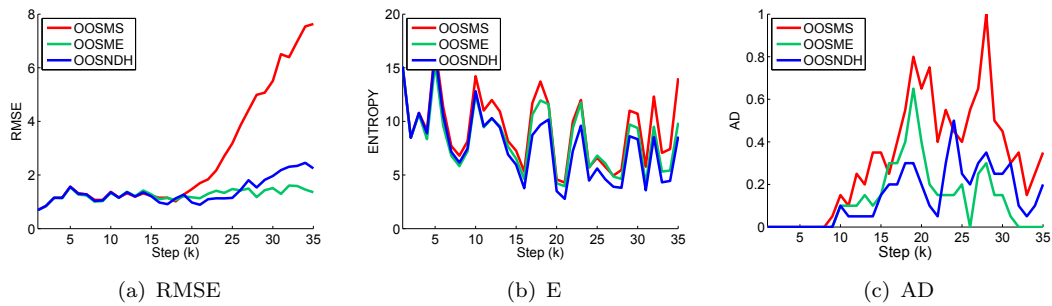 8
6
4
2
0
RMSE
5 10 15 20 25 30 35
Step (k)
OOSMS
OOSME
OOSNDH
(a) RMSE
20
15
10
5
0
ENTROPY
5 10 15 20 25 30 35
Step (k)
OOSMS
OOSME
OOSNDH
(b) E
1
0.8
0.6
0.4
0.2
0
AD
5 10 15 20 25 30 35
Step (k)
OOSMS
OOSME
OOSNDH
(c) AD